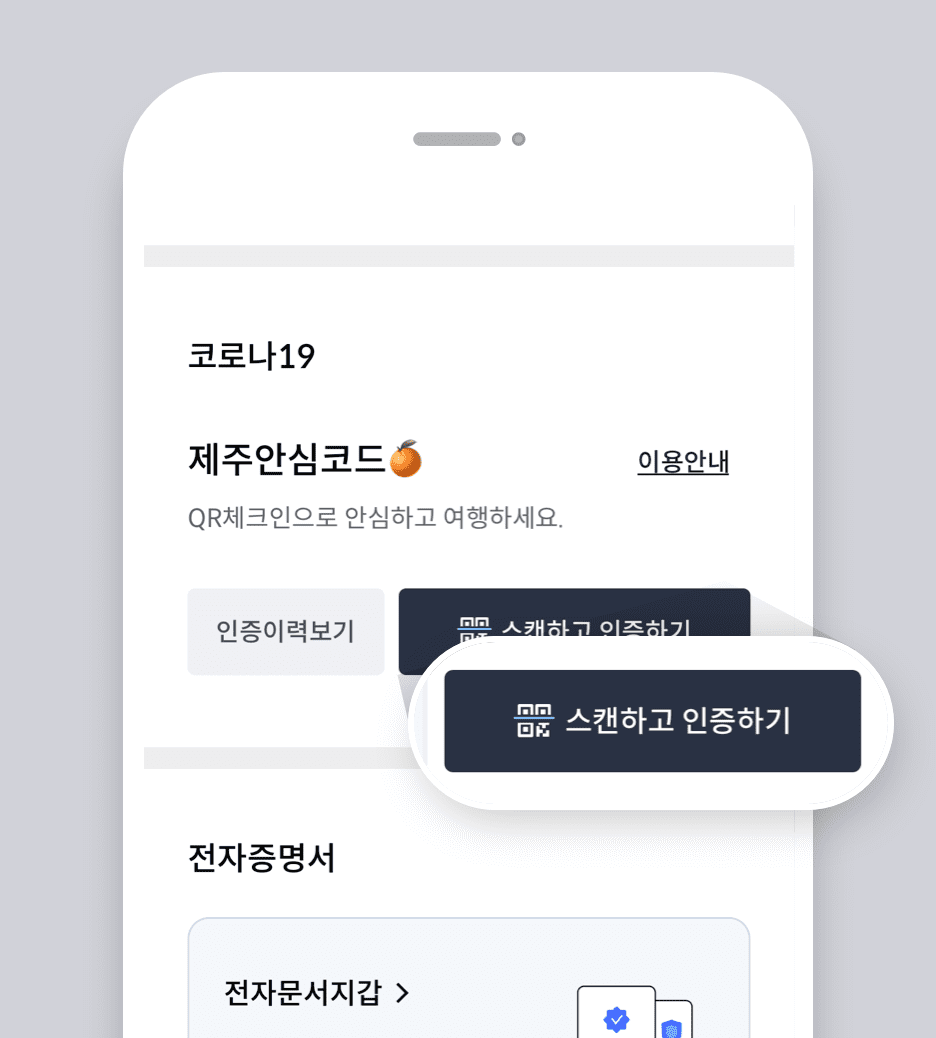 코로나19
제주안심코드🍊
이용안내
QR체크인으로 안심하고 여행하세요.
인증이력보기
스캔하고 인증하기
스캔하고 인증하기
전자증명서
전자문서지갑 >